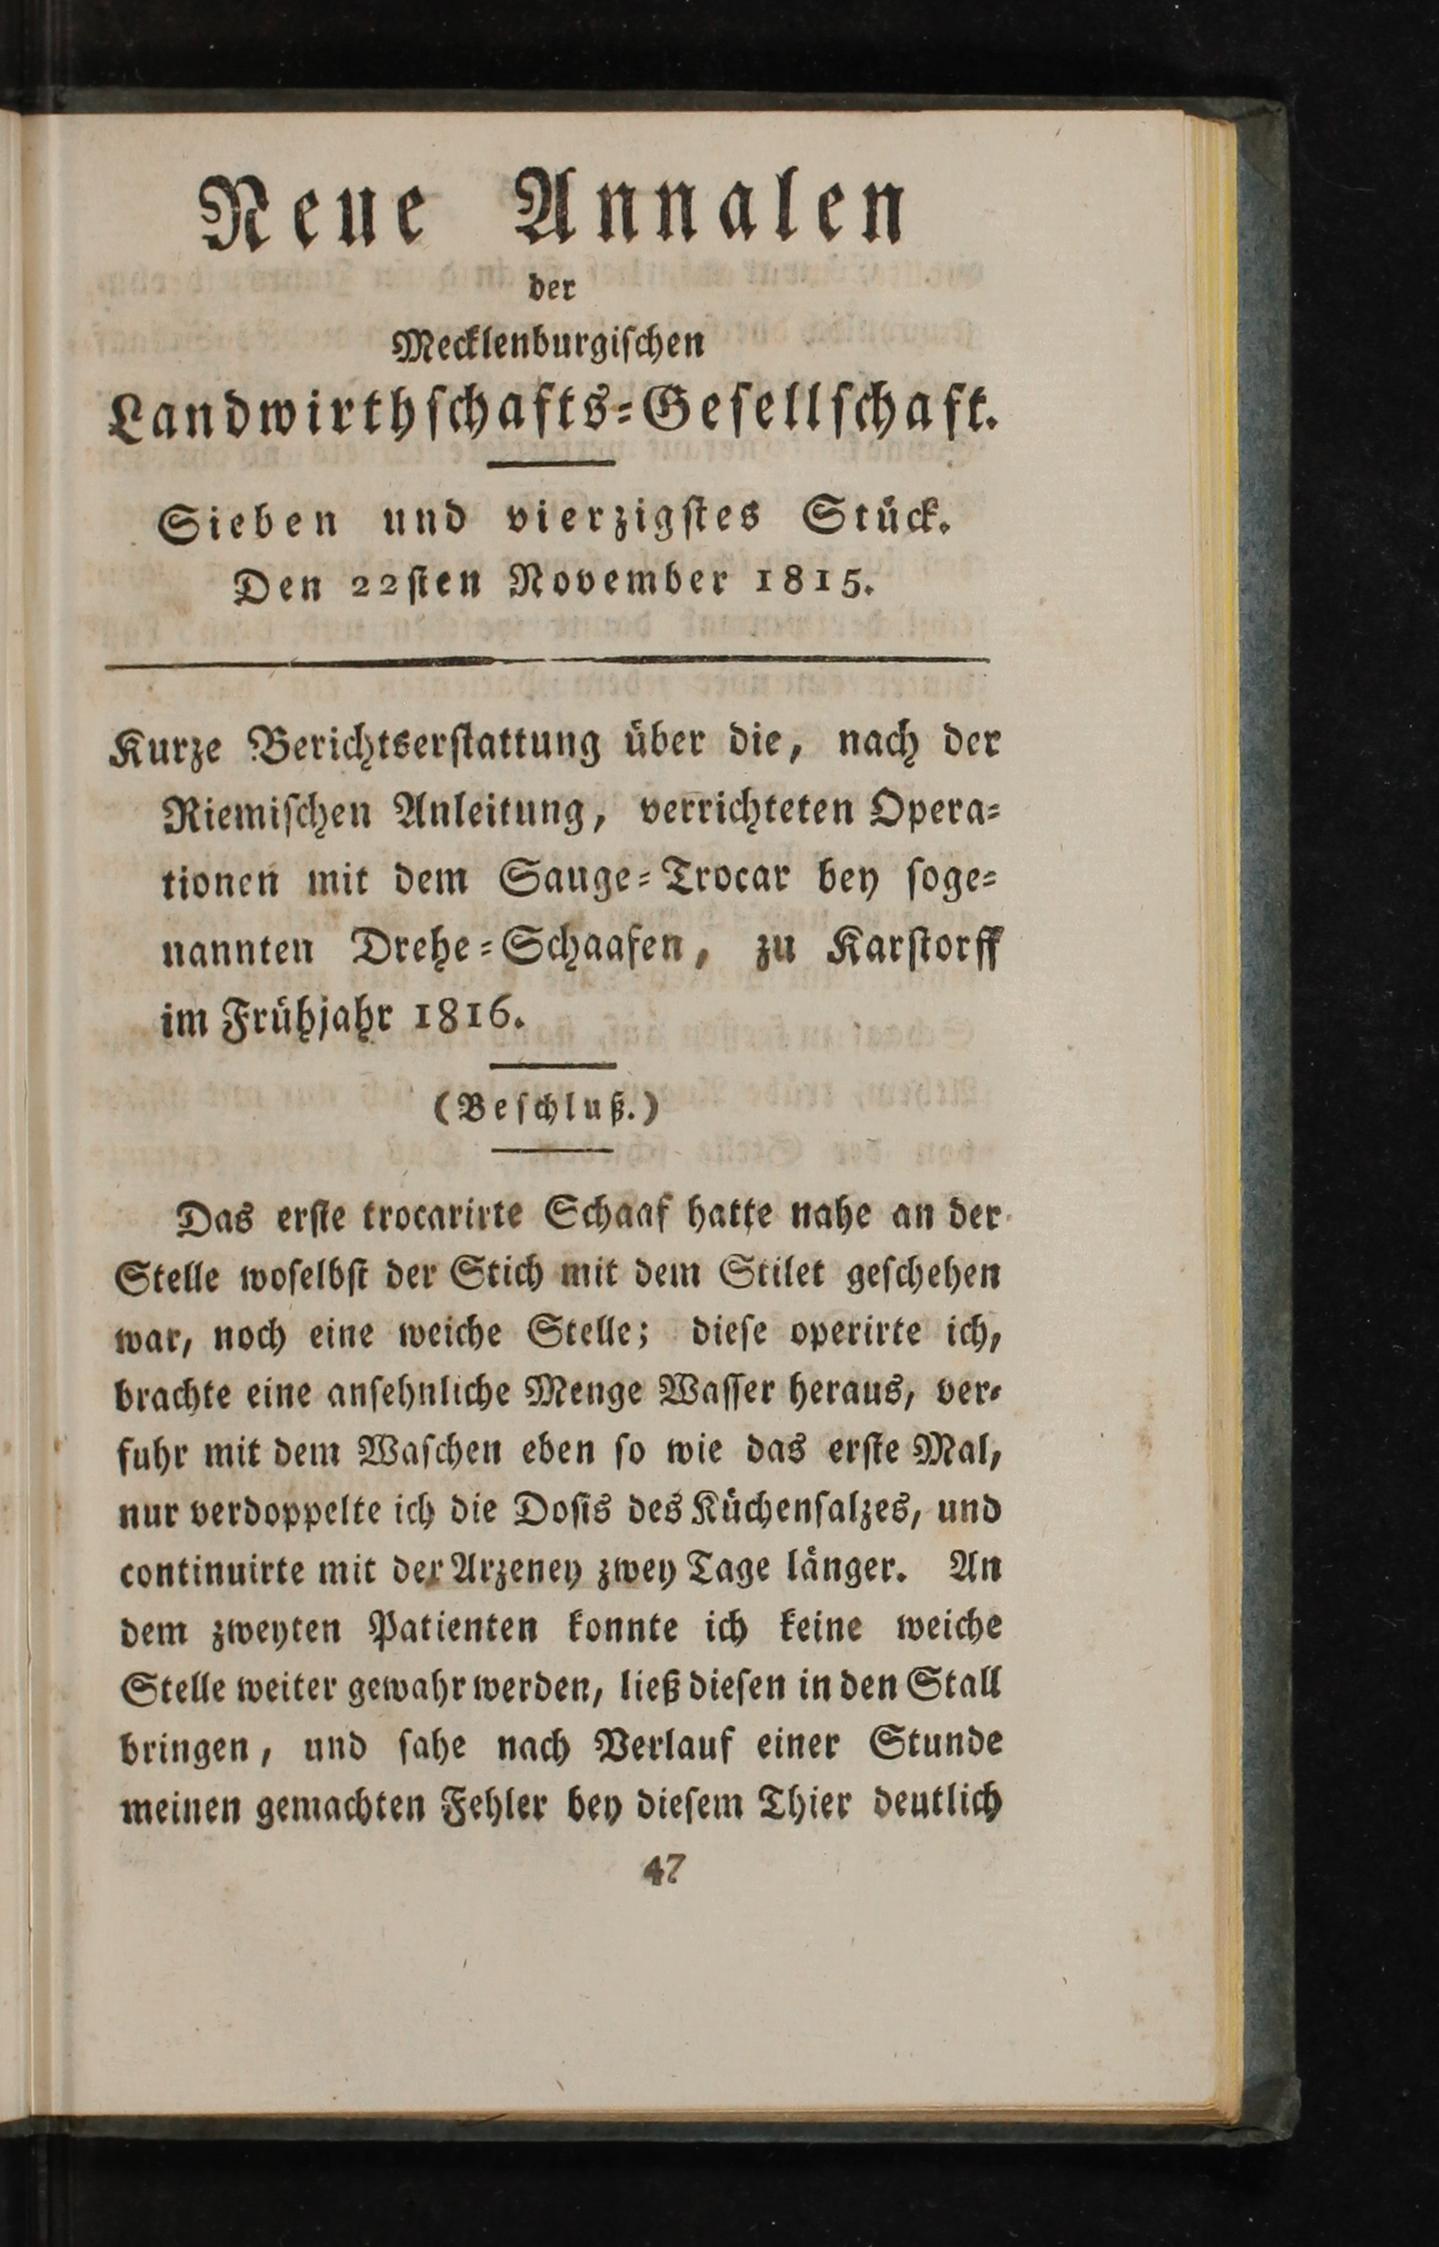 Neue Annalen
der
Mecklenburgiſchen
Landwirthſchafts-Geſellſchaft.
Sieben und vierzigſtes Stück.
Den 22ſten November 1815.
Kurze Berichtserſtattung über die, nach der
Riemiſchen Anleitung, verrichteten Opera-
tionen mit dem Sauge-Trocar bey ſoge-
nannten Drehe-Schaafen, zu Karſtorff
im Frühjahr 1816.
(Beſchluß.)
Das erſte trocarirte Schaaf hatte nahe an der
Stelle woſelbſt der Stich mit dem Stilet geſchehen
war, noch eine weiche Stelle; dieſe operirte ich,
brachte eine anſehnliche Menge Waſſer heraus, ver-
fuhr mit dem Waſchen eben ſo wie das erſte Mal,
nur verdoppelte ich die Doſis des Küchenſalzes, und
continuirte mit der Arzeney zwey Tage länger. An
dem zweyten Patienten konnte ich keine weiche
Stelle weiter gewahr werden, ließ dieſen in den Stall
bringen, und ſahe nach Verlauf einer Stunde
meinen gemachten Fehler bey dieſem Thier deutlich
47